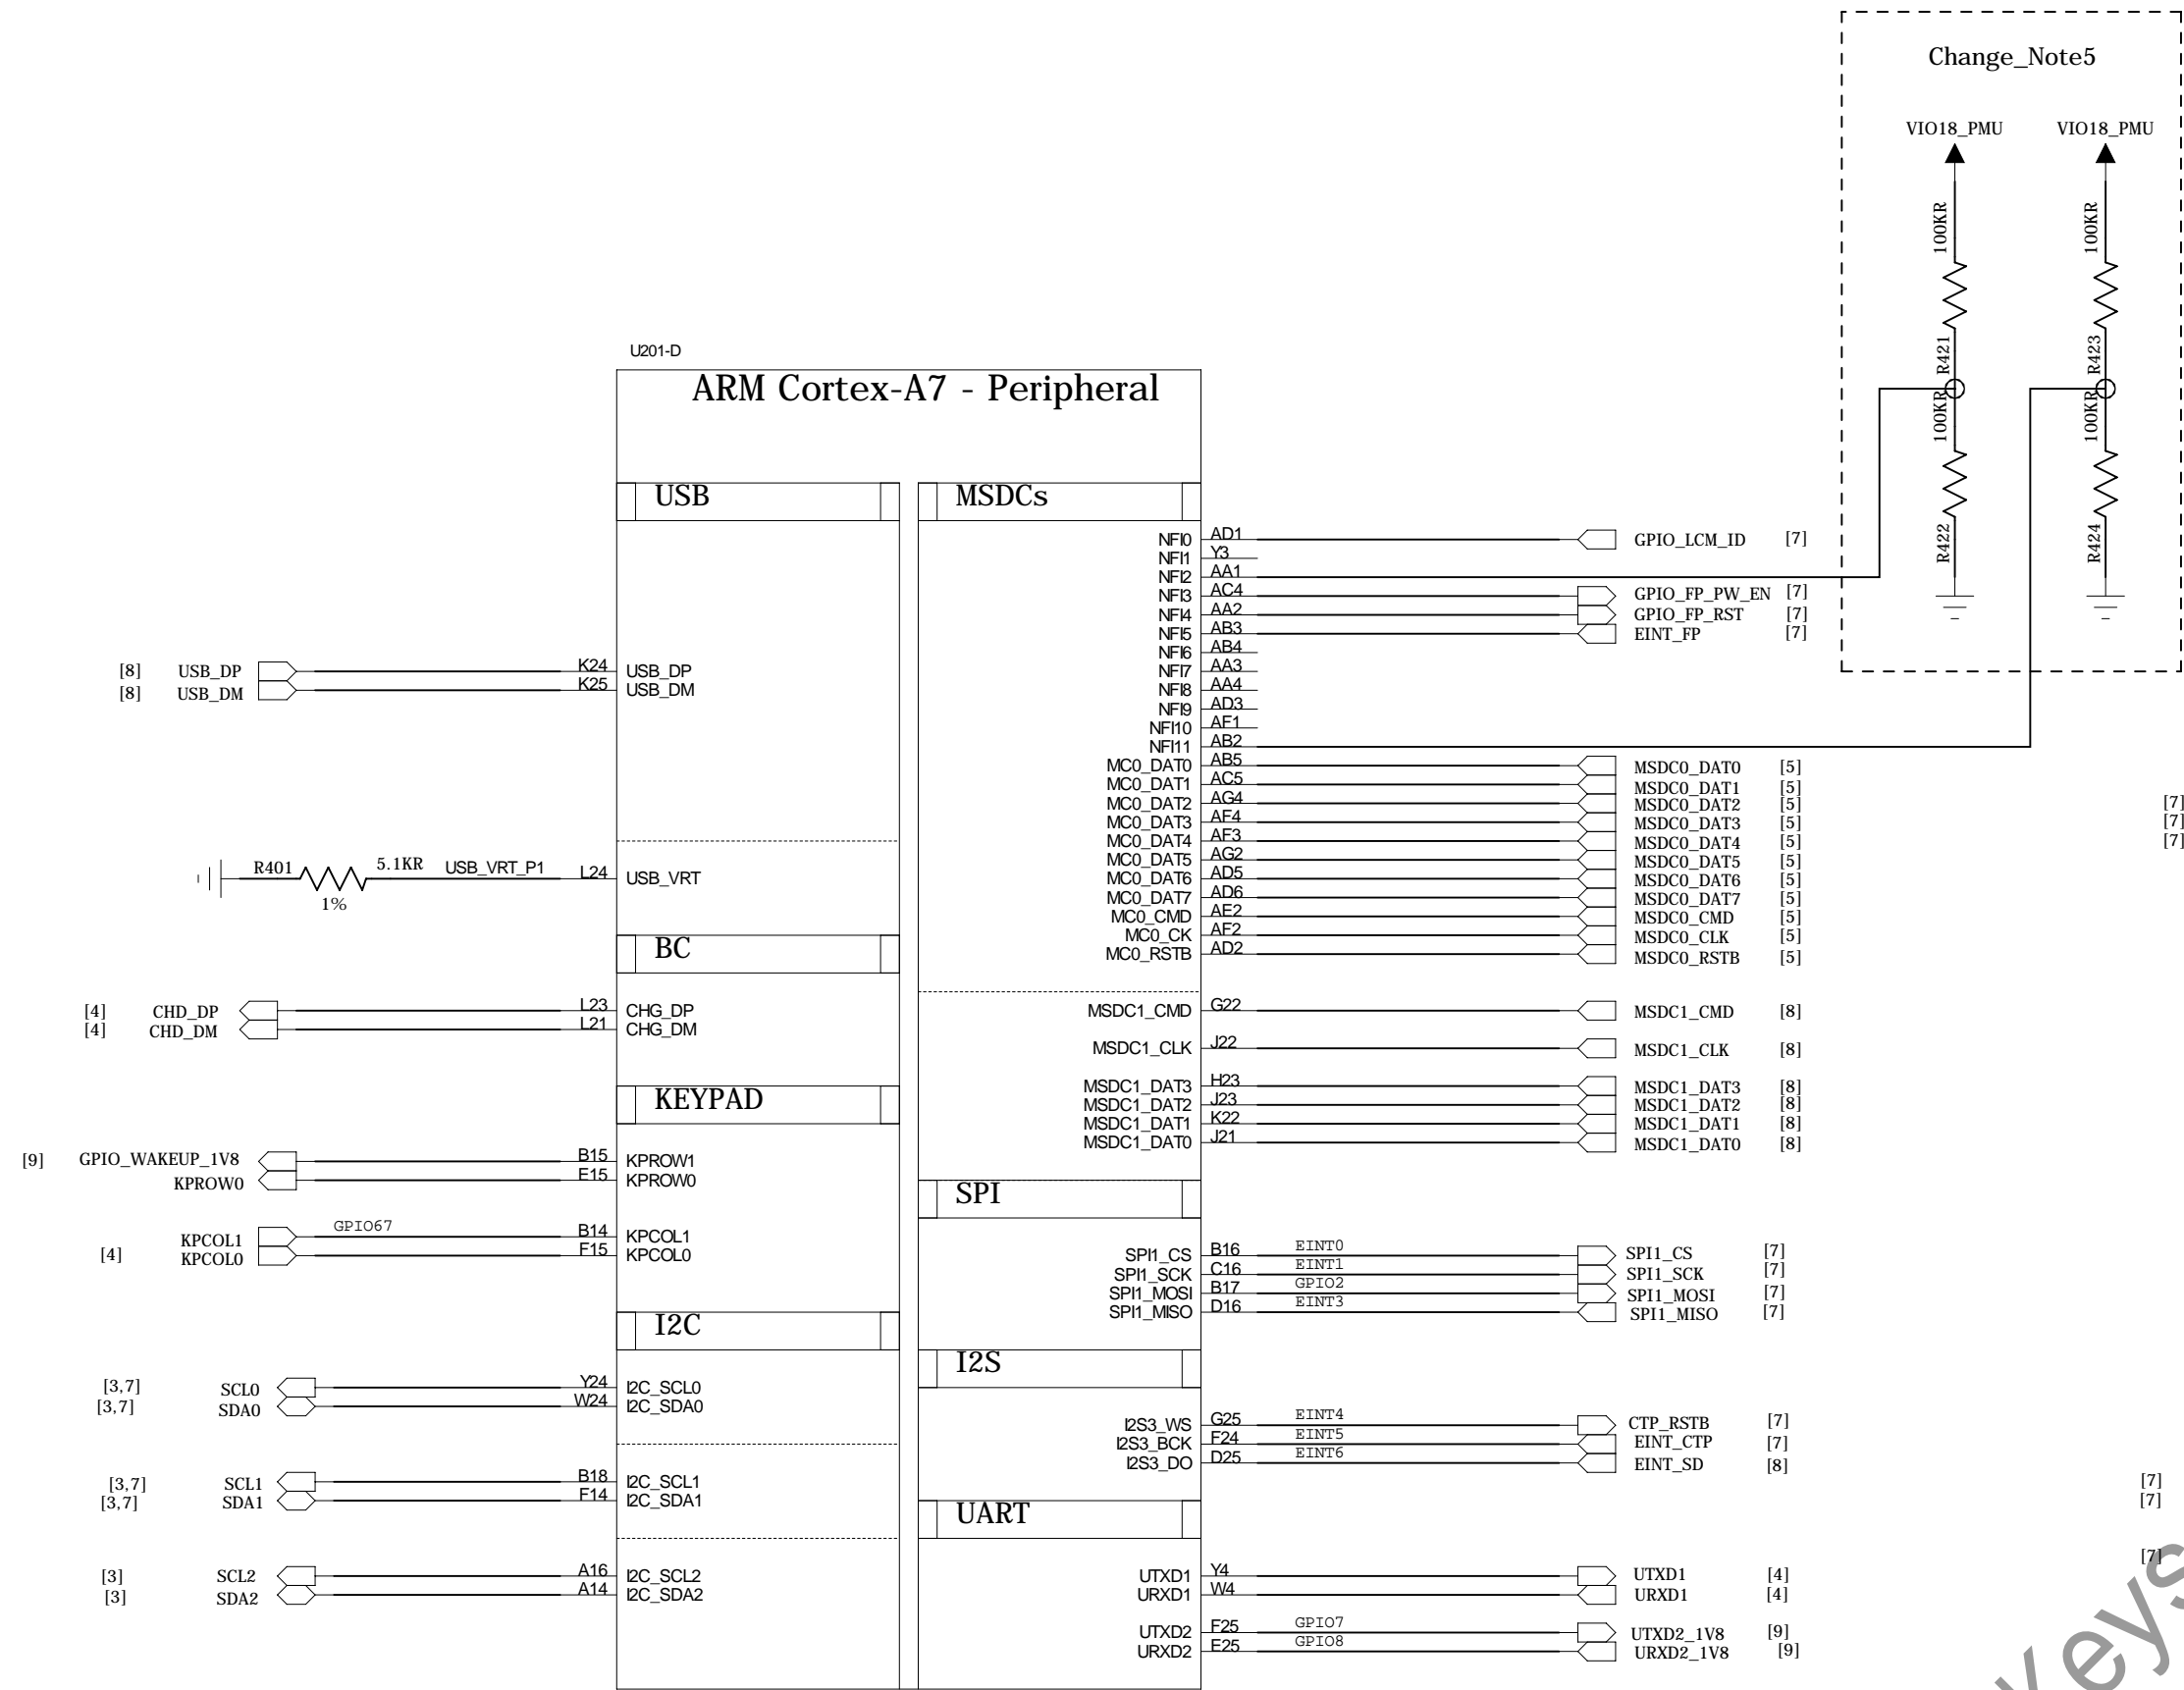 Change_Note5
VIO18_PMU VIO18_PMU
100KR 100KR
R421 R423
100KR 100KR
R422 R424
U201-D
ARM Cortex-A7 - Peripheral
USB MSDCs
NFI0 AD1 GPIO_LCM_ID [7]
NFI1 Y3
NFI2 AA1
NFI3 AC4 GPIO_FP_PW_EN [7]
NFI4 AA2 GPIO_FP_RST [7]
NFI5 AB3 EINT_FP [7]
NFI6 AB4
[8] USB_DP K24 USB_DP NFI7 AA3
[8] USB_DM K25 USB_DM NFI8 AA4
NFI9 AD3
NFI10 AF1
NFI11 AB2
MC0_DAT0 AB5 MSDC0_DAT0 [5]
MC0_DAT1 AC5 MSDC0_DAT1 [5]
MC0_DAT2 AG4 MSDC0_DAT2 [5] [7]
MC0_DAT3 AF4 MSDC0_DAT3 [5] [7]
MC0_DAT4 AF3 MSDC0_DAT4 [5] [7]
MC0_DAT5 AG2 MSDC0_DAT5 [5]
R401 5.1KR USB_VRT_P1 L24 USB_VRT MC0_DAT6 AD5 MSDC0_DAT6 [5]
1% MC0_DAT7 AD6 MSDC0_DAT7 [5]
MC0_CMD AE2 MSDC0_CMD [5]
MC0_CK AF2 MSDC0_CLK [5]
BC MC0_RSTB AD2 MSDC0_RSTB [5]
[4] CHD_DP L23 CHG_DP MSDC1_CMD G22 MSDC1_CMD [8]
[4] CHD_DM L21 CHG_DM
MSDC1_CLK J22 MSDC1_CLK [8]
KEYPAD MSDC1_DAT3 H23 MSDC1_DAT3 [8]
MSDC1_DAT2 J23 MSDC1_DAT2 [8]
MSDC1_DAT1 K22 MSDC1_DAT1 [8]
MSDC1_DAT0 J21 MSDC1_DAT0 [8]
[9] GPIO_WAKEUP_1V8 B15 KPROW1
KPROW0 E15 KPROW0
SPI
KPCOL1 GPIO67 B14 KPCOL1
[4] KPCOL0 F15 KPCOL0 SPI1_CS B16 EINT0 SPI1_CS [7]
SPI1_SCK C16 EINT1 SPI1_SCK [7]
SPI1_MOSI B17 GPIO2 SPI1_MOSI [7]
SPI1_MISO D16 EINT3 SPI1_MISO [7]
I2C
I2S
[3,7] SCL0 Y24 I2C_SCL0
[3,7] SDA0 W24 I2C_SDA0
I2S3_WS G25 EINT4 CTP_RSTB [7]
I2S3_BCK F24 EINT5 EINT_CTP [7]
I2S3_DO D25 EINT6 EINT_SD [8]
[3,7] SCL1 B18 I2C_SCL1 [7]
[3,7] SDA1 F14 I2C_SDA1 [7]
UART
[7]
[3] SCL2 A16 I2C_SCL2 UTXD1 Y4 UTXD1 [4]
[3] SDA2 A14 I2C_SDA2 URXD1 W4 URXD1 [4]
UTXD2 F25 GPIO7 UTXD2_1V8 [9]
URXD2 E25 GPIO8 URXD2_1V8 [9]